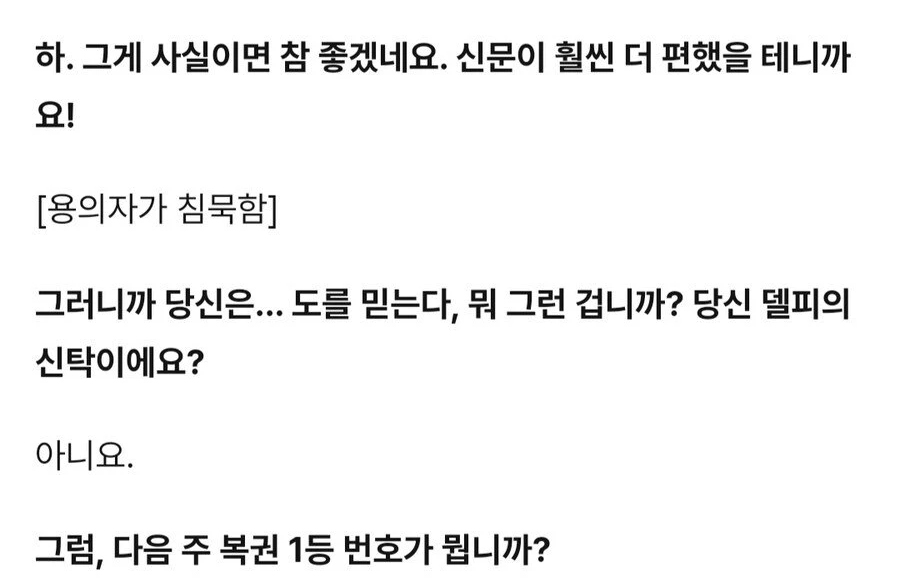 하. 그게 사실이면 참 좋겠네요. 신문이 훨씬 더 편했을 테니까
요!
[용의자가 침묵함]
그러니까 당신은... 도를 믿는다, 뭐 그런 겁니까? 당신 델피의
신탁이에요?
아니요.
그럼, 다음 주 복권 1등 번호가 뭡니까?